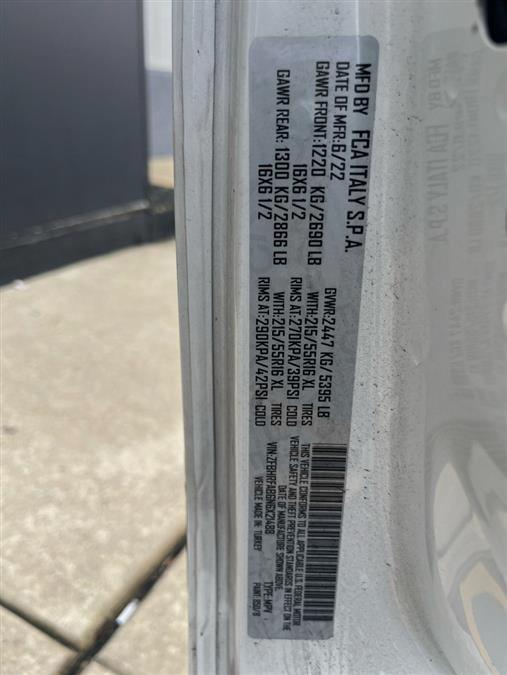 MFD BY FCA ITALY S.P.A.
DATE OF MFR:6/22 GVWR:2447 KG/5395 LB
GAWR FRONT:1220 KG/2690 LB WITH:215/55R16 XL TIRES
16X6 1/2 RIMS AT:270KPA/39PSI COLD
GAWR REAR:1300 KG/2866 LB WITH:215/55R16 XL TIRES
16X6 1/2 RIMS AT:290KPA/42PSI COLD
THIS VEHICLE CONFORMS TO ALL APPLICABLE U.S. FEDERAL MOTOR
VEHICLE SAFETY AND THEFT PREVENTION STANDARDS IN EFFECT ON THE
DATE OF MANUFACTURE SHOWN ABOVE.
TYPE:MPV
VEHICLE MADE IN: TURKEY